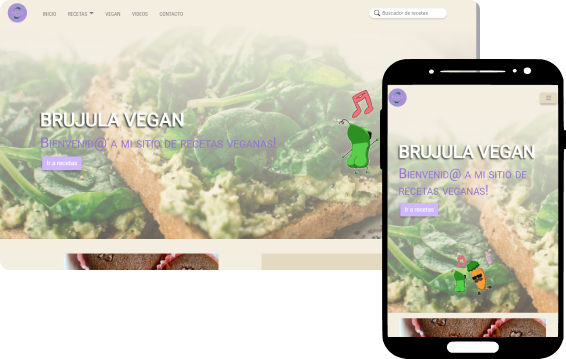 INICIO RECETAS VEGAN VIDEOS CONTACTO Buscador de recetas
BRUJULA VEGAN
Bienvenid@ a mi sitio de recetas veganas!
Ir a recetas
BRUJULA VEGAN
Bienvenid@ a mi sitio de
recetas veganas!
Ir a recetas